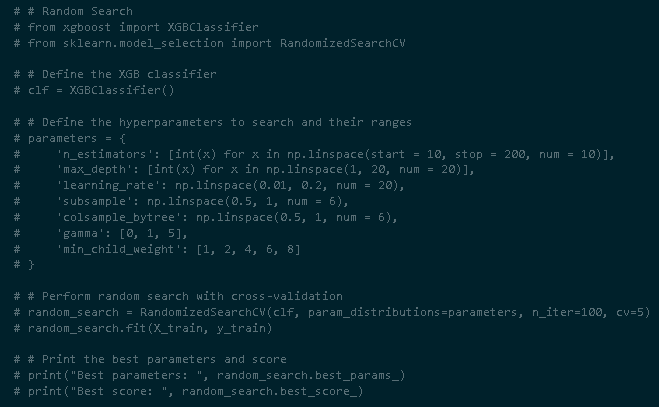 # # Random Search
# from xgboost import XGBClassifier
# from sklearn.model_selection import RandomizedSearchCV
# # Define the XGB classifier
# clf = XGBClassifier()
# # Define the hyperparameters to search and their ranges
# parameters = {
#     'n_estimators': [int(x) for x in np.linspace(start = 10, stop = 200, num = 10)],
#     'max_depth': [int(x) for x in np.linspace(1, 20, num = 20)],
#     'learning_rate': np.linspace(0.01, 0.2, num = 20),
#     'subsample': np.linspace(0.5, 1, num = 6),
#     'colsample_bytree': np.linspace(0.5, 1, num = 6),
#     'gamma': [0, 1, 5],
#     'min_child_weight': [1, 2, 4, 6, 8]
# }
# # Perform random search with cross-validation
# random_search = RandomizedSearchCV(clf, param_distributions=parameters, n_iter=100, cv=5)
# random_search.fit(X_train, y_train)
# # Print the best parameters and score
# print("Best parameters: ", random_search.best_params_)
# print("Best score: ", random_search.best_score_)